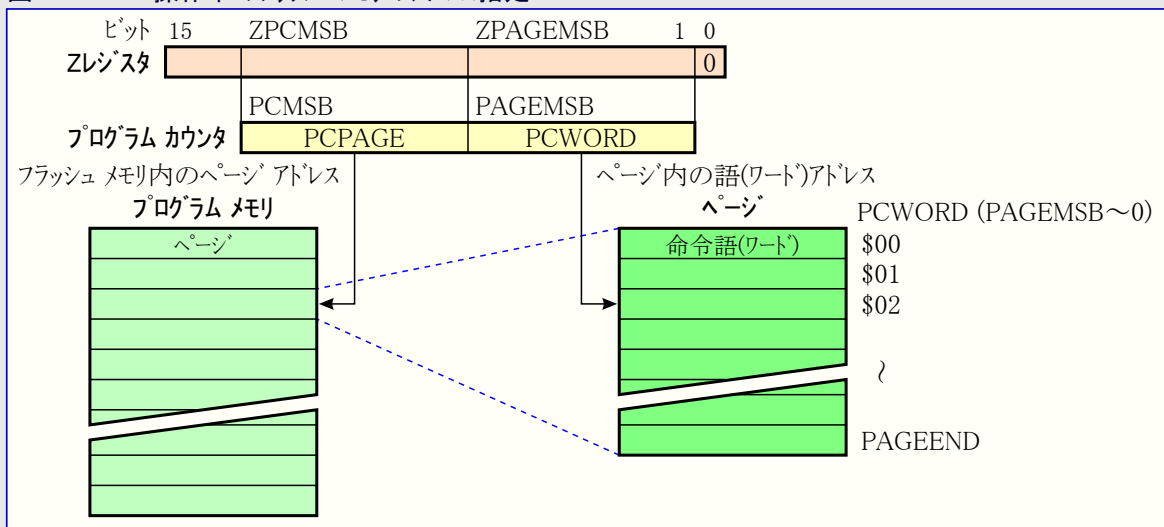 ビット 15 ZPCMSB ZPAGEMSB 1 0
Zレジスタ 0
PCMSB PAGEMSB
プログラム カウンタ PCPAGE PCWORD
フラッシュ メモリ内のページ アドレス ページ内の語(ワード)アドレス
プログラム メモリ ページ PCWORD (PAGEMSB～0)
ページ 命令語(ワード) $00
$01
$02
～
PAGEEND